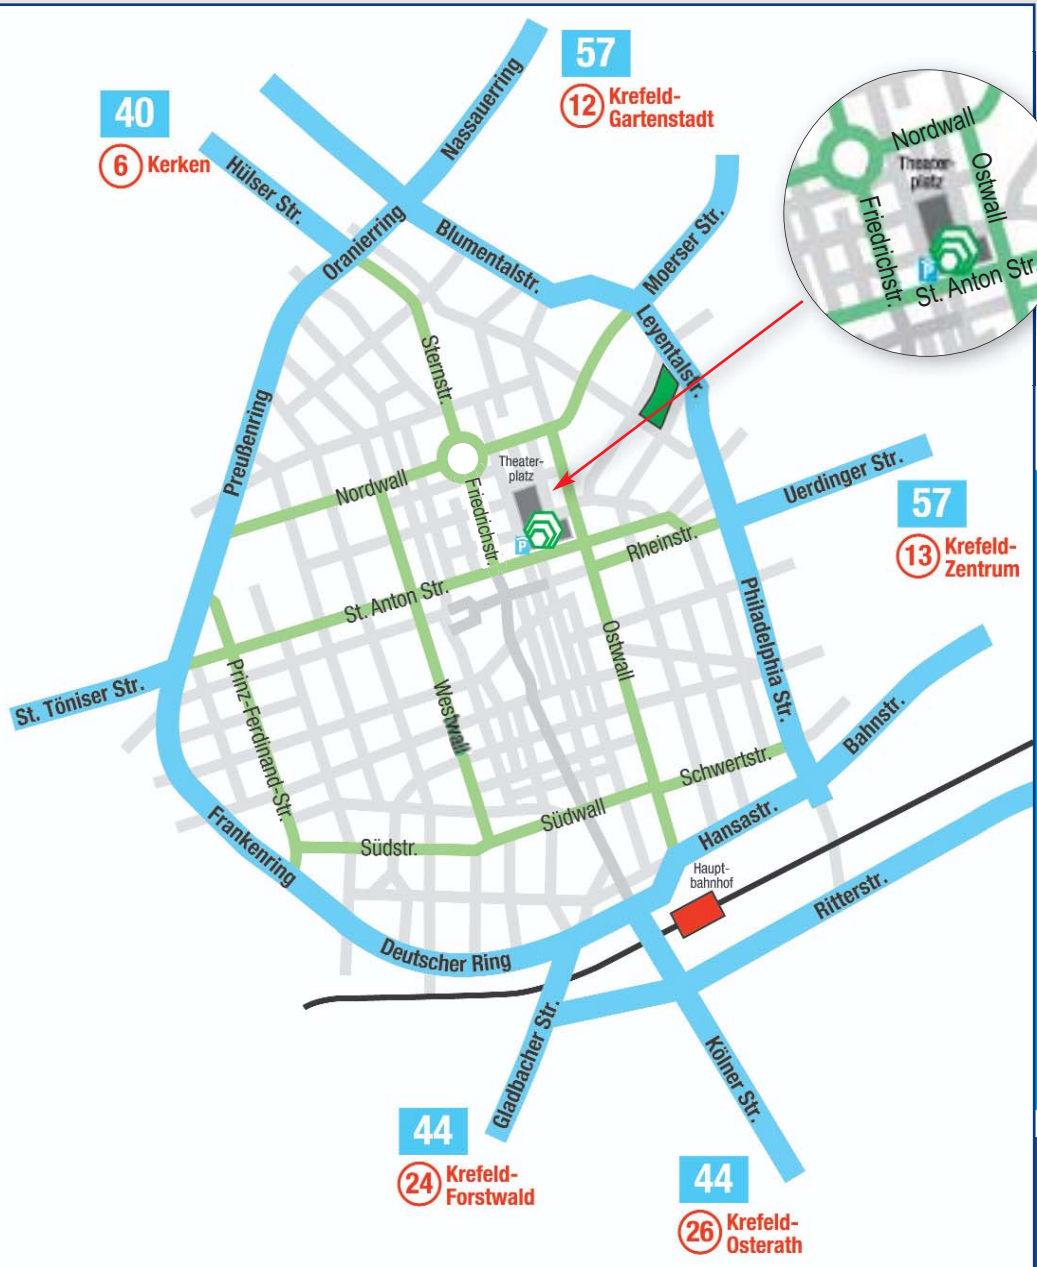 57
12
Krefeld-
Gartenstadt
40
6
Kerken
Nassauerring
Hülser Str.
Oranierring
Blumentalstr.
Moerser Str.
Leyentalstr.
Nordwall
Theater-
platz
Ostwall
Friedrichstr.
P
St. Anton Str.
Sternstr.
Preußenring
Nordwall
Theater-
platz
Friedrichstr.
P
Uerdinger Str.
57
13
Krefeld-
Zentrum
Rheinstr.
St. Anton Str.
Philadelphia Str.
Ostwall
St. Töniser Str.
Prinz-Ferdinand-Str.
Westwall
Bahnstr.
Schwertstr.
Südwall
Hansastr.
Südstr.
Frankenring
Haupt-
bahnhof
Ritterstr.
Deutscher Ring
Gladbacher Str.
Kölner Str.
44
24
Krefeld-
Forstwald
44
26
Krefeld-
Osterath